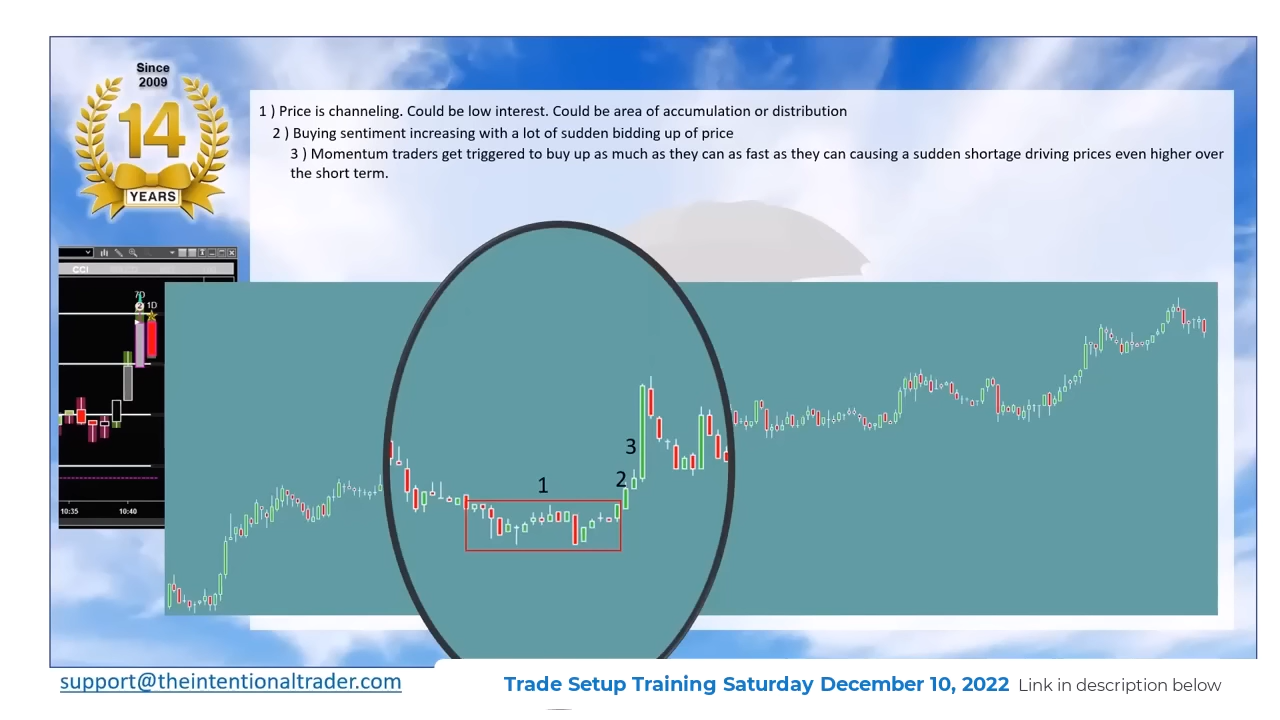 Since
2009
14
YEARS
1 ) Price is channeling. Could be low interest. Could be area of accumulation or distribution
2 ) Buying sentiment increasing with a lot of sudden bidding up of price
3 ) Momentum traders get triggered to buy up as much as they can as fast as they can causing a sudden shortage driving prices even higher over
the short term.
CCI
7D
2 1D
3
1 2
10:35 10:40
support@theintentionaltrader.com
Trade Setup Training Saturday December 10, 2022 Link in description below